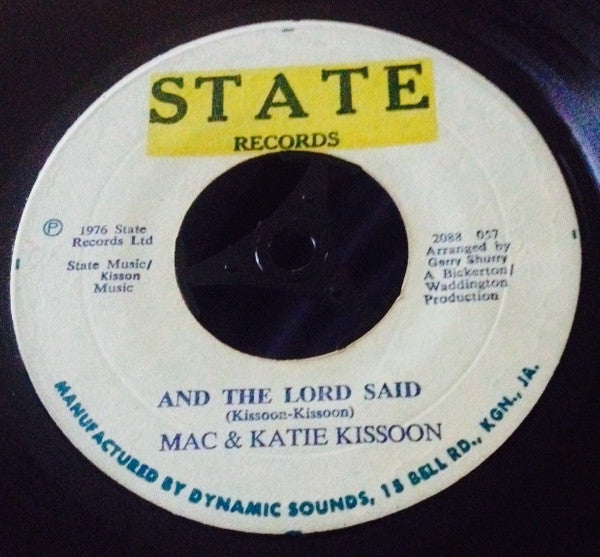 STATE
RECORDS
Ⓟ 1976 State
Records Ltd
State Music/
Kisson
Music
2088 057
Arranged by
Gerry Shurry
A Bickerton/
Waddington
Production
AND THE LORD SAID
(Kissoon-Kissoon)
MAC & KATIE KISSOON
MANUFACTURED BY DYNAMIC SOUNDS, 15 BELL RD., KGN., JA.